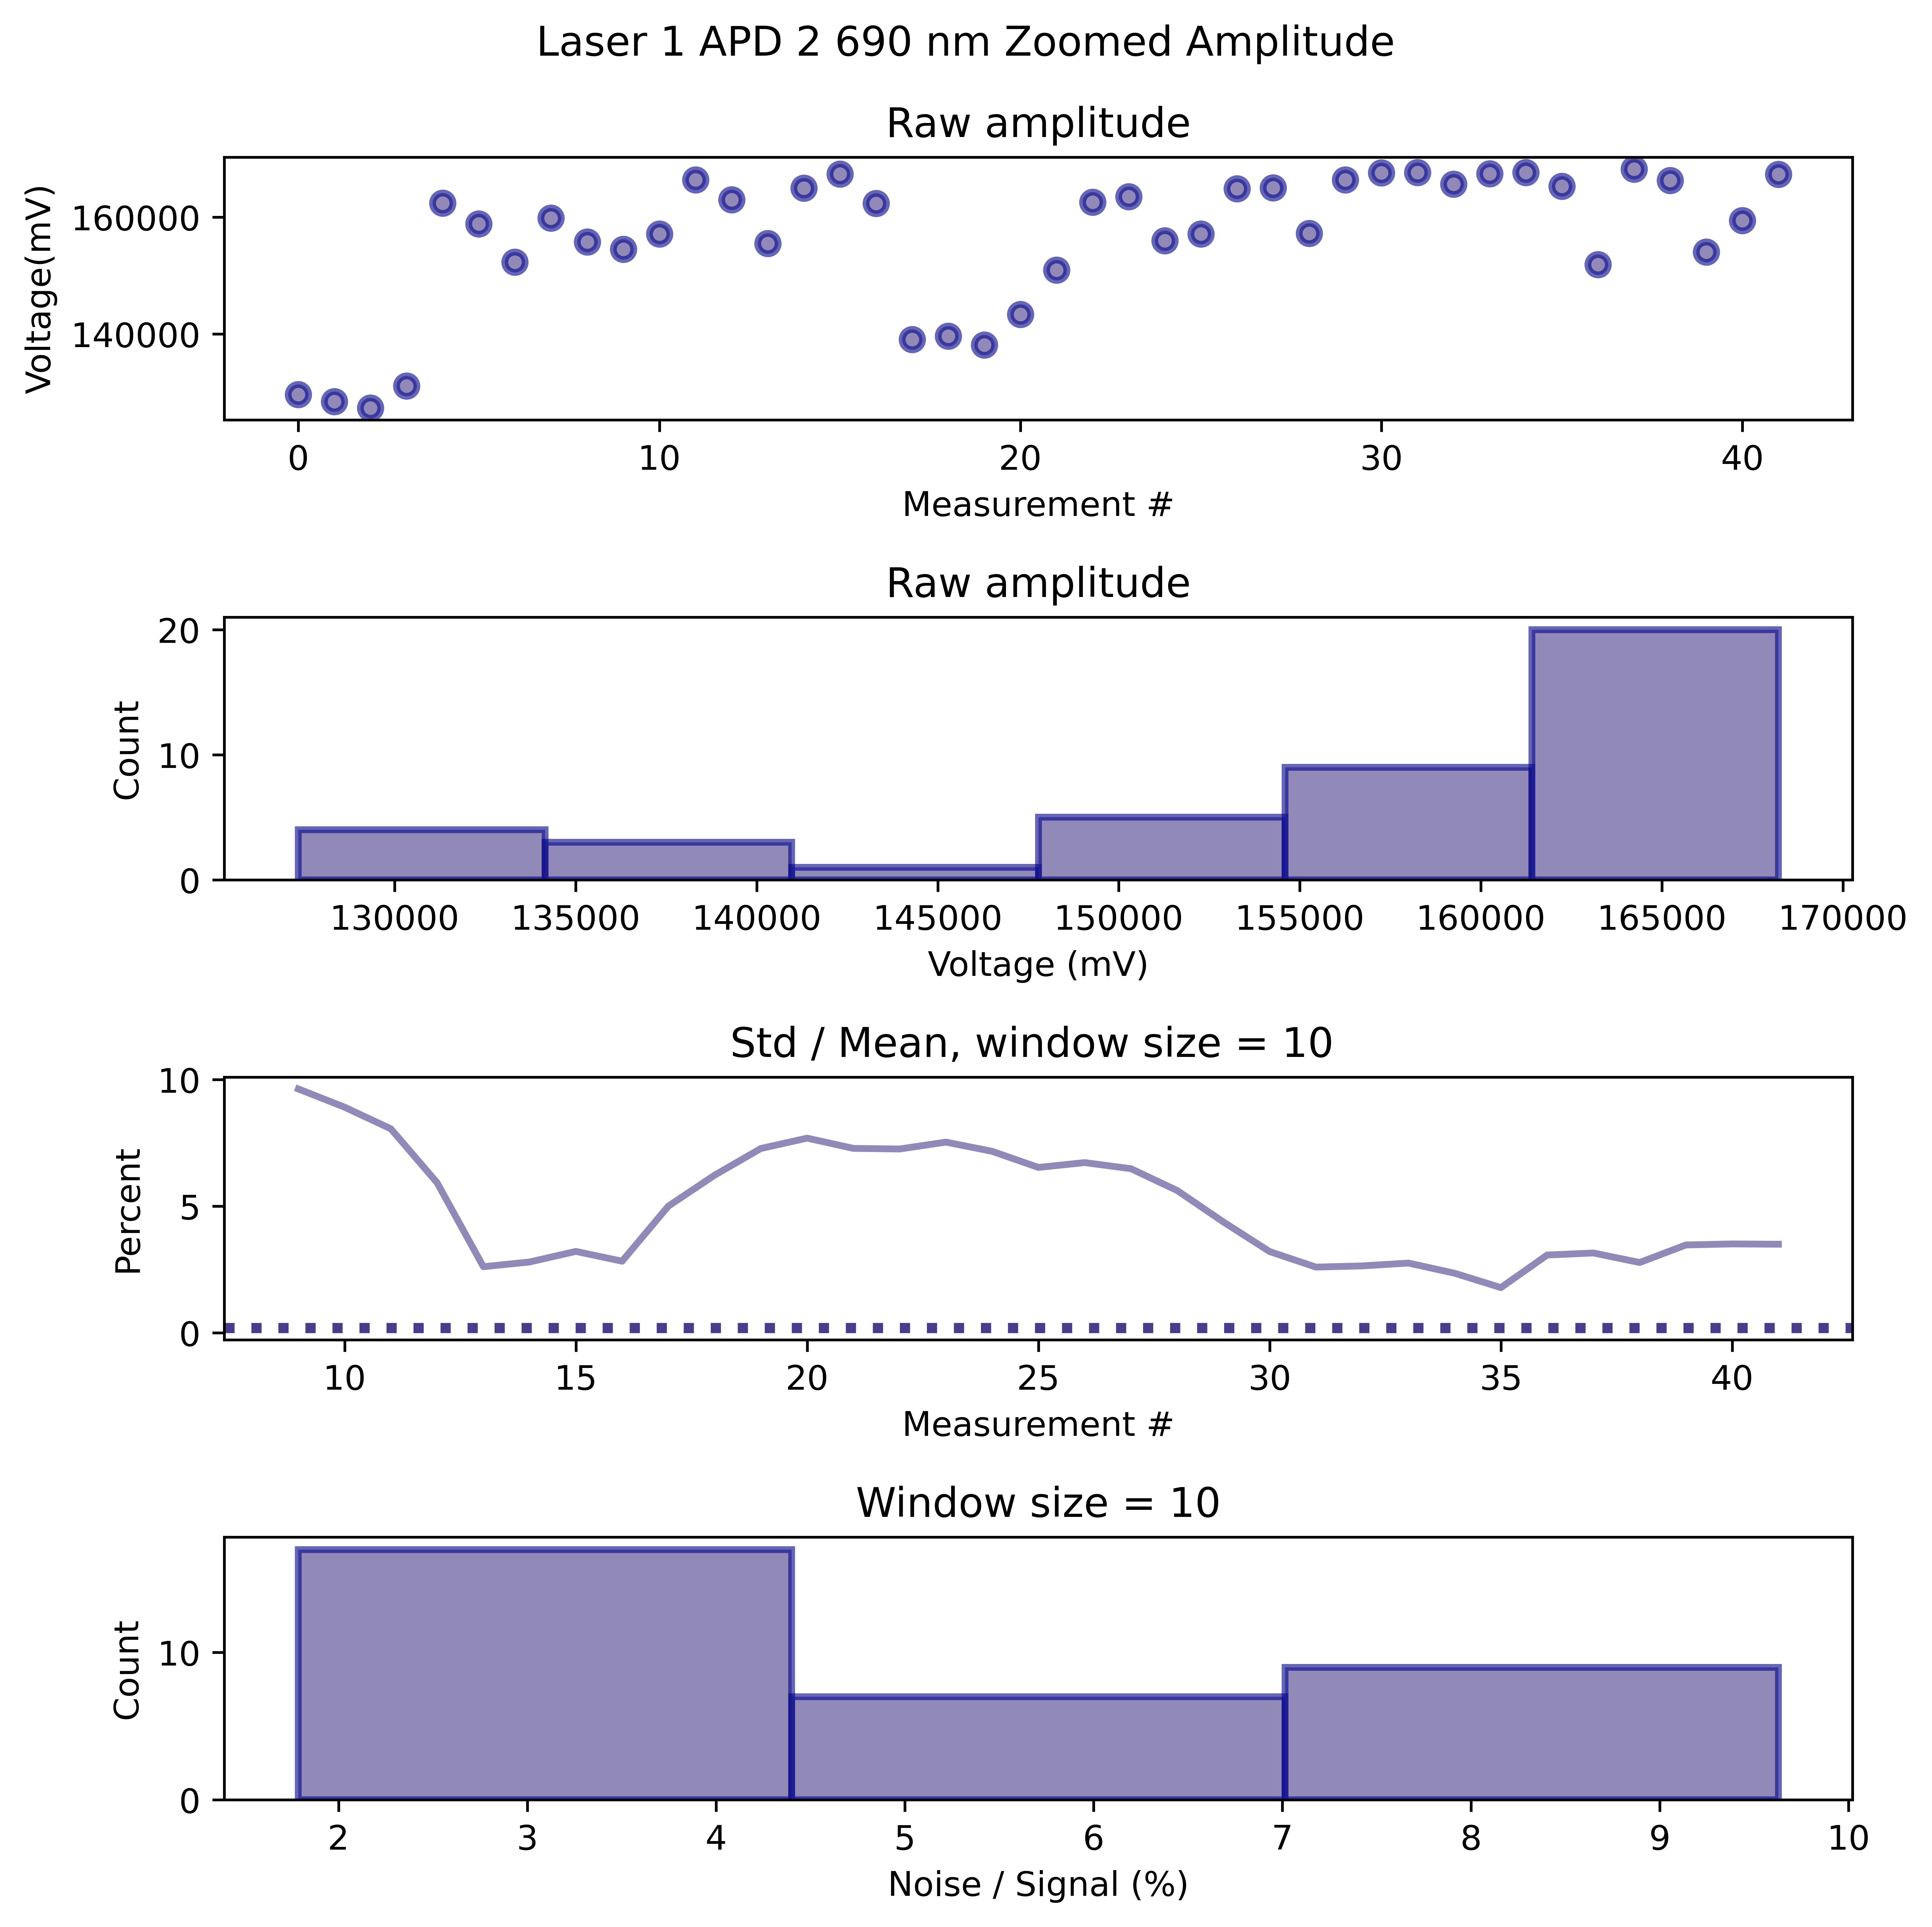 Laser 1 APD 2 690 nm Zoomed Amplitude
Raw amplitude
Voltage(mV)
160000
140000
0 10 20 30 40
Measurement #
Raw amplitude
Count
20
10
0
130000 135000 140000 145000 150000 155000 160000 165000 170000
Voltage (mV)
Std / Mean, window size = 10
Percent
10
5
0
10 15 20 25 30 35 40
Measurement #
Window size = 10
Count
10
0
2 3 4 5 6 7 8 9 10
Noise / Signal (%)